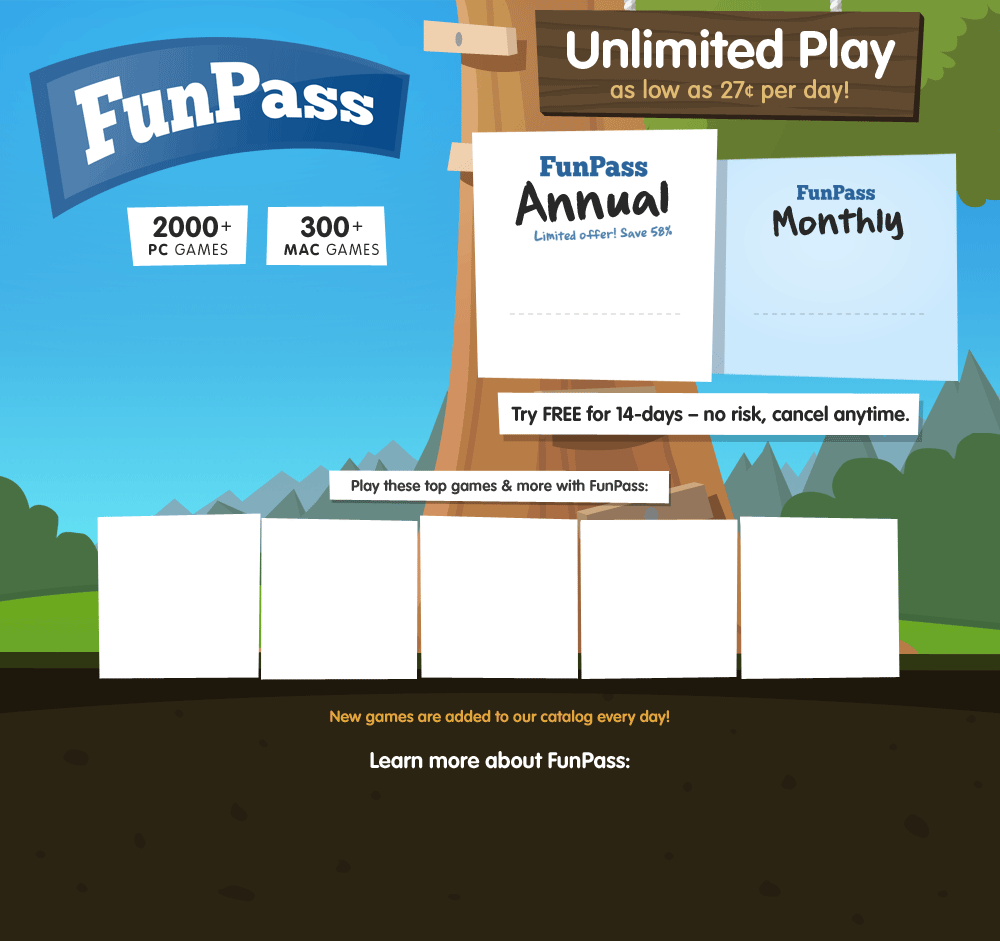 FunPass
2000+
PC GAMES
300+
MAC GAMES
Unlimited Play
as low as 27¢ per day!
FunPass
Annual
Limited offer! Save 58%
FunPass
Monthly
Try FREE for 14-days – no risk, cancel anytime.
Play these top games & more with FunPass:
New games are added to our catalog every day!
Learn more about FunPass: